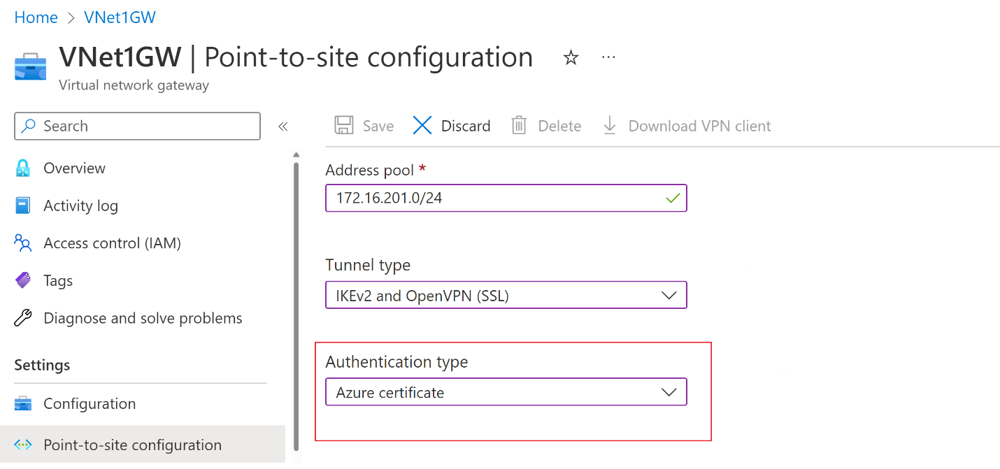 Home > VNet1GW
VNet1GW | Point-to-site configuration
Virtual network gateway
Search
Overview
Activity log
Access control (IAM)
Tags
Diagnose and solve problems
Settings
Configuration
Point-to-site configuration
Save Discard Delete Download VPN client
Address pool *
172.16.201.0/24
Tunnel type
IKEv2 and OpenVPN (SSL)
Authentication type
Azure certificate